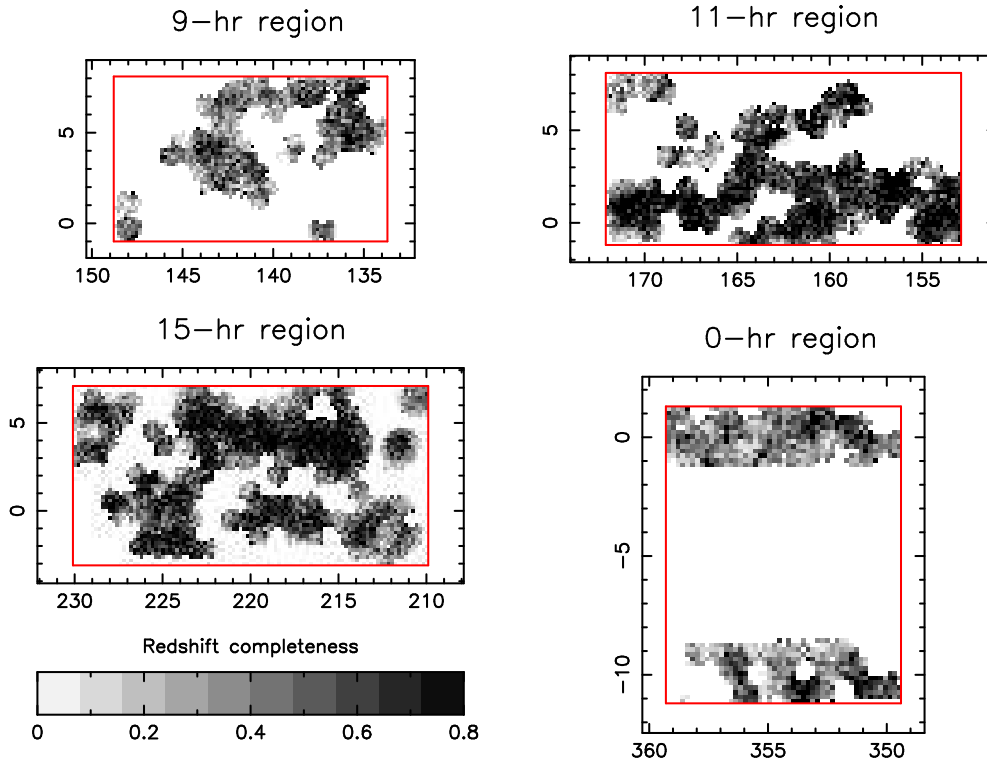 9-hr region
11-hr region
5
0
150 145 140 135
5
0
170 165 160 155
15-hr region
0-hr region
5
0
230 225 220 215 210
0
-5
-10
360 355 350
Redshift completeness
0 0.2 0.4 0.6 0.8